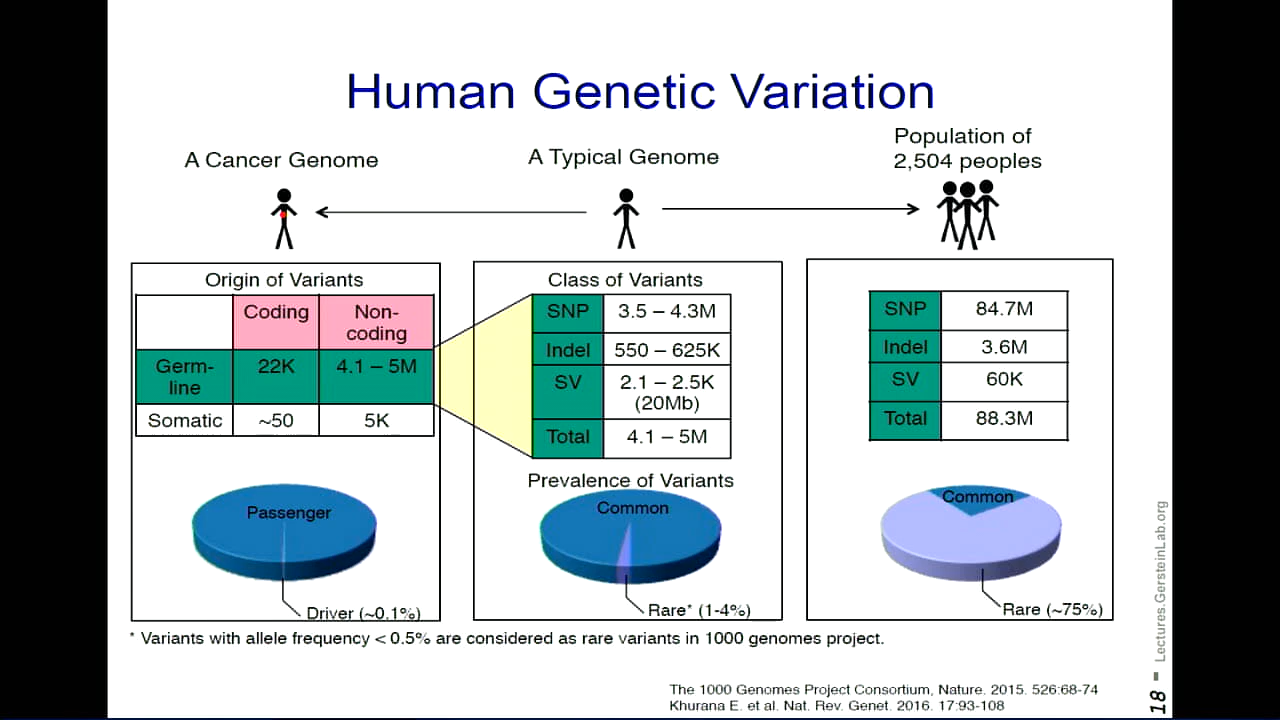 Human Genetic Variation
A Cancer Genome
A Typical Genome
Population of
2,504 peoples
Origin of Variants
Coding
Non-
coding
Germ-
line
22K
4.1 – 5M
Somatic
~50
5K
Passenger
Driver (~0.1%)
Class of Variants
SNP
3.5 – 4.3M
Indel
550 – 625K
SV
2.1 – 2.5K
(20Mb)
Total
4.1 – 5M
Prevalence of Variants
Common
Rare* (1-4%)
SNP
84.7M
Indel
3.6M
SV
60K
Total
88.3M
Common
Rare (~75%)
* Variants with allele frequency < 0.5% are considered as rare variants in 1000 genomes project.
The 1000 Genomes Project Consortium, Nature. 2015. 526:68-74
Khurana E. et al. Nat. Rev. Genet. 2016. 17:93-108
18 - Lectures.GersteinLab.org